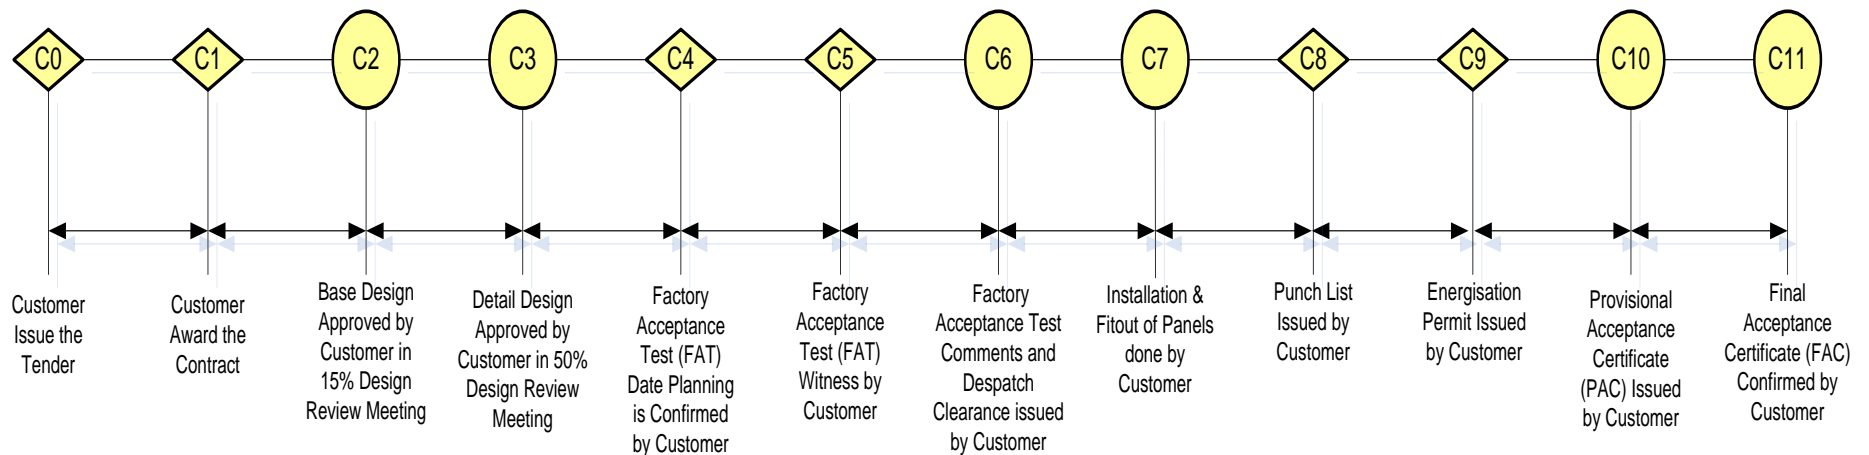 C0
C1
C2
C3
C4
C5
C6
C7
C8
C9
C10
C11
Customer
Issue the
Tender
Customer
Award the
Contract
Base Design
Approved by
Customer in
15% Design
Review Meeting
Detail Design
Approved by
Customer in 50%
Design Review
Meeting
Factory
Acceptance
Test (FAT)
Date Planning
is Confirmed
by Customer
Factory
Acceptance
Test (FAT)
Witness by
Customer
Factory
Acceptance Test
Comments and
Despatch
Clearance issued
by Customer
Installation &
Fitout of Panels
done by
Customer
Punch List
Issued by
Customer
Energisation
Permit Issued
by Customer
Provisional
Acceptance
Certificate
(PAC) Issued
by Customer
Final
Acceptance
Certificate (FAC)
Confirmed by
Customer